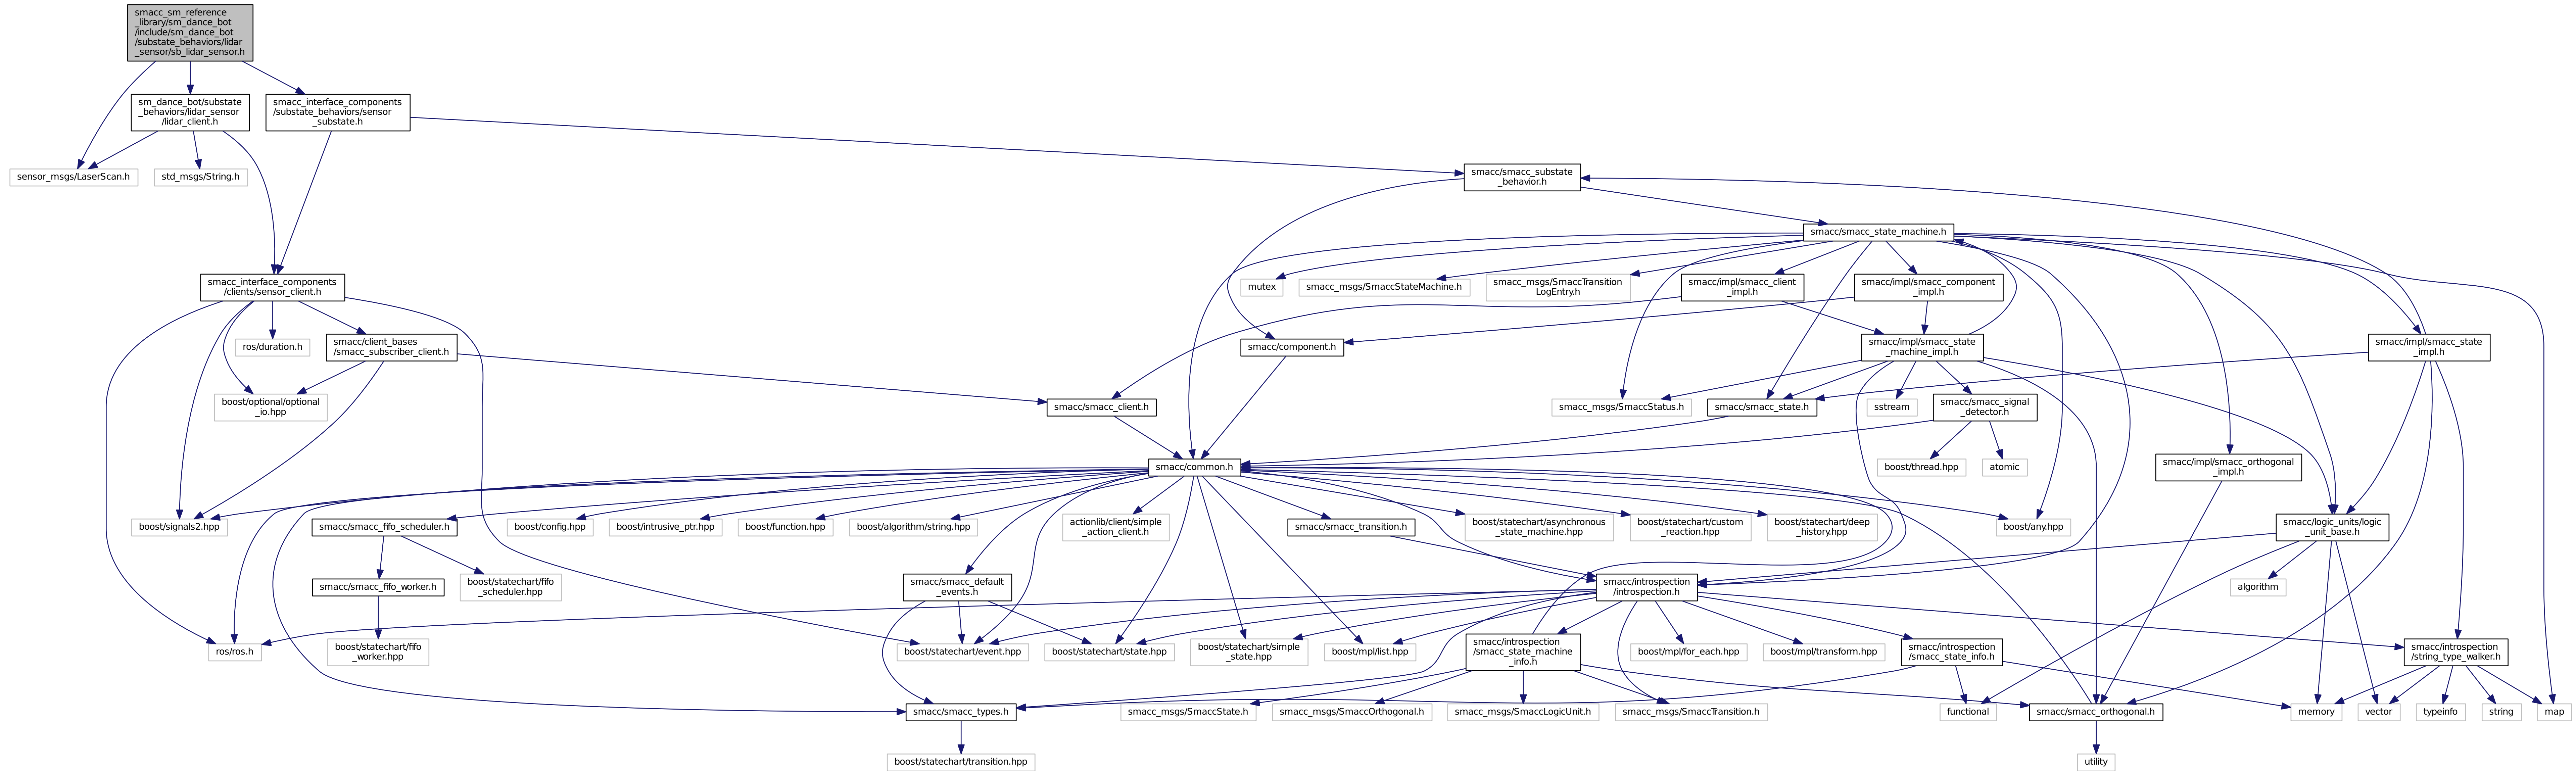 smacc_sm_reference
_library/sm_dance_bot
/include/sm_dance_bot
/substate_behaviors/lidar
_sensor/sb_lidar_sensor.h
sm_dance_bot/substate
_behaviors/lidar_sensor
/lidar_client.h
smacc_interface_components
/substate_behaviors/sensor
_substate.h
sensor_msgs/LaserScan.h
std_msgs/String.h
smacc/smacc_substate
_behavior.h
smacc/smacc_state_machine.h
smacc_interface_components
/clients/sensor_client.h
mutex
smacc_msgs/SmaccStateMachine.h
smacc_msgs/SmaccTransition
LogEntry.h
smacc/impl/smacc_client
_impl.h
smacc/impl/smacc_component
_impl.h
ros/duration.h
smacc/client_bases
/smacc_subscriber_client.h
smacc/component.h
smacc/impl/smacc_state
_machine_impl.h
smacc/impl/smacc_state
_impl.h
boost/optional/optional
_io.hpp
smacc/smacc_client.h
smacc_msgs/SmaccStatus.h
smacc/smacc_state.h
sstream
smacc/smacc_signal
_detector.h
smacc/common.h
boost/thread.hpp
atomic
smacc/impl/smacc_orthogonal
_impl.h
boost/signals2.hpp
smacc/smacc_fifo_scheduler.h
boost/config.hpp
boost/intrusive_ptr.hpp
boost/function.hpp
boost/algorithm/string.hpp
actionlib/client/simple
_action_client.h
smacc/smacc_transition.h
boost/statechart/asynchronous
_state_machine.hpp
boost/statechart/custom
_reaction.hpp
boost/statechart/deep
_history.hpp
boost/any.hpp
smacc/logic_units/logic
_unit_base.h
smacc/smacc_fifo_worker.h
boost/statechart/fifo
_scheduler.hpp
smacc/smacc_default
_events.h
smacc/introspection
/introspection.h
algorithm
ros/ros.h
boost/statechart/fifo
_worker.hpp
boost/statechart/event.hpp
boost/statechart/state.hpp
boost/statechart/simple
_state.hpp
boost/mpl/list.hpp
smacc/introspection
/smacc_state_machine
_info.h
boost/mpl/for_each.hpp
boost/mpl/transform.hpp
smacc/introspection
/smacc_state_info.h
smacc/introspection
/string_type_walker.h
smacc/smacc_types.h
smacc_msgs/SmaccState.h
smacc_msgs/SmaccOrthogonal.h
smacc_msgs/SmaccLogicUnit.h
smacc_msgs/SmaccTransition.h
functional
smacc/smacc_orthogonal.h
memory
vector
typeinfo
string
map
boost/statechart/transition.hpp
utility